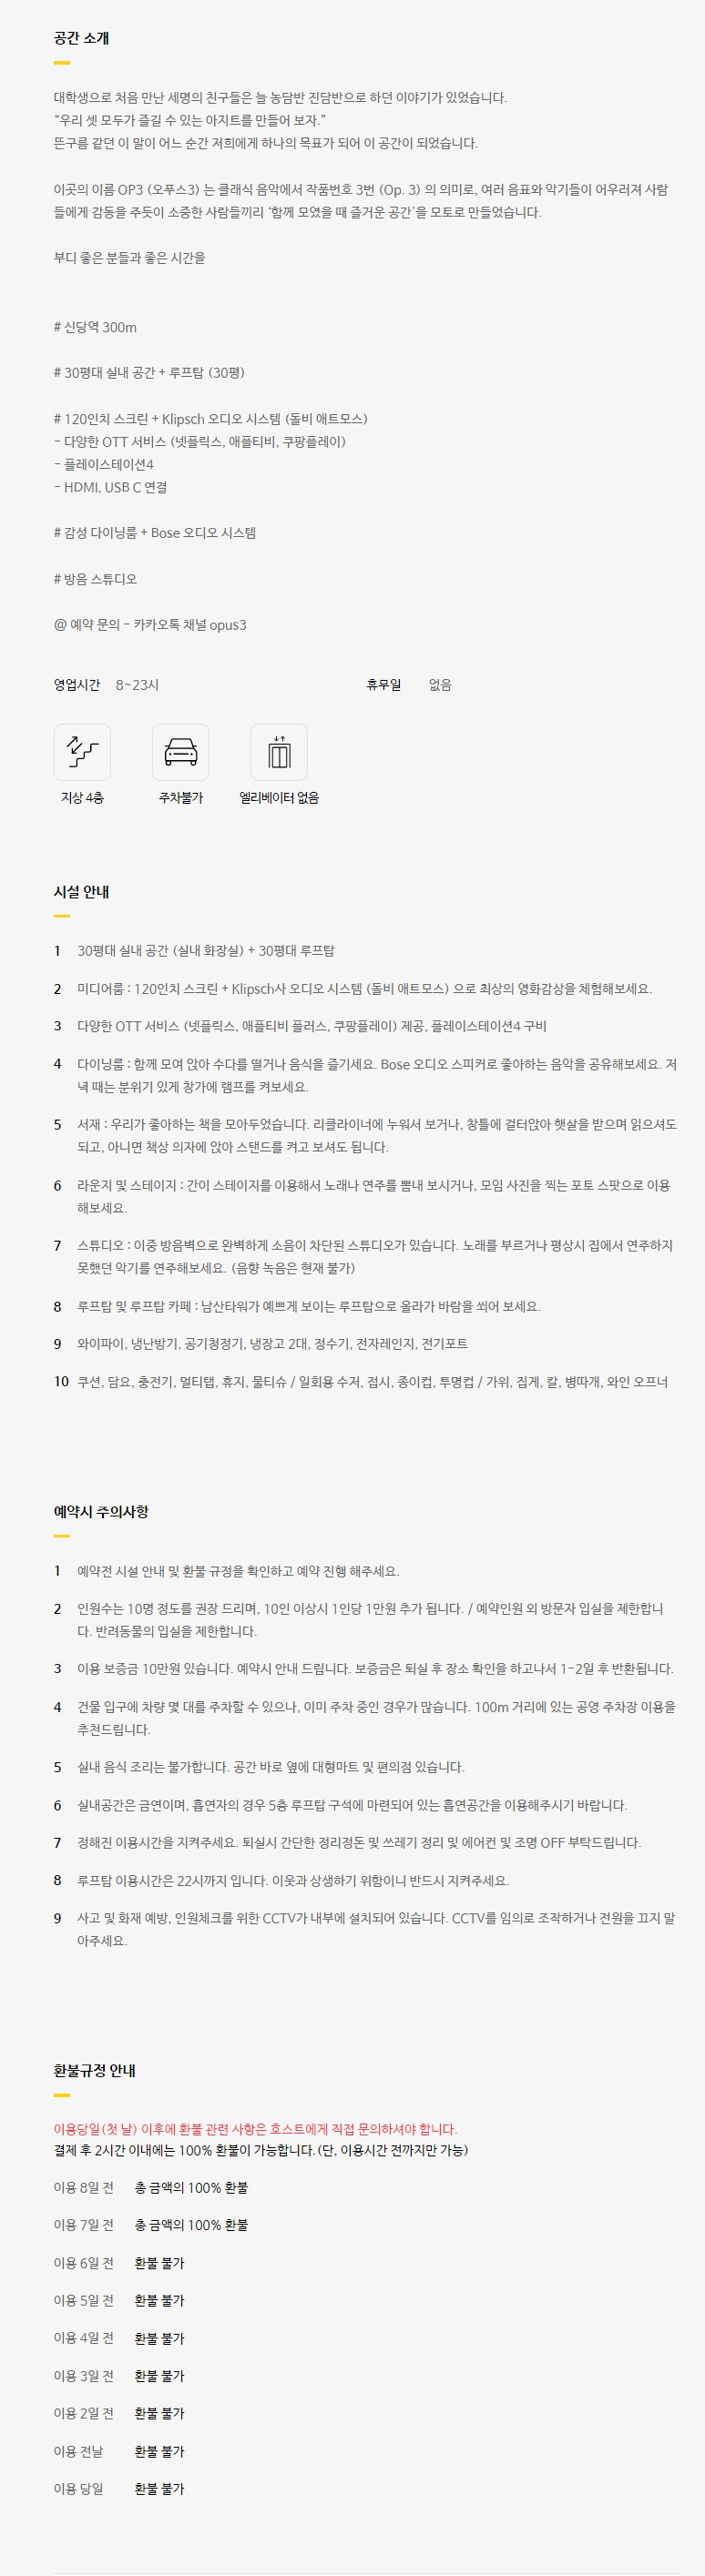 공간 소개
대학생으로 처음 만난 세명의 친구들은 늘 농담반 진담반으로 하던 이야기가 있었습니다.
“우리 셋 모두가 즐길 수 있는 아지트를 만들어 보자.”
뜬구를 같던 이 말이 어느 순간 저희에게 하나의 목표가 되어 이 공간이 되었습니다.
이곳의 이름 OP3 (오푸스3) 는 클래식 음악에서 작품번호 3번 (Op. 3) 의 의미로, 여러 음표와 악기들이 어우러져 사람
들에게 감동을 주듯이 소중한 사람들끼리 ‘함께 모였을 때 즐거운 공간’을 모토로 만들었습니다.
부디 좋은 분들과 좋은 시간을
# 신당역 300m
# 30평대 실내 공간 + 루프탑 (30평)
# 120인치 스크린 + Klipsch 오디오 시스템 (돌비 애트모스)
- 다양한 OTT 서비스 (넷플릭스, 애플티비, 쿠팡플레이)
- 플레이스테이션4
- HDMI, USB C 연결
# 감성 다이닝룸 + Bose 오디오 시스템
# 방음 스튜디오
@ 예약 문의 - 카카오톡 채널 opus3
영업시간 8~23시 휴무일 없음
지상 4층 주차불가 엘리베이터 없음
시설 안내
1 30평대 실내 공간 (실내 화장실) + 30평대 루프탑
2 미디어룸 : 120인치 스크린 + Klipsch사 오디오 시스템 (돌비 애트모스) 으로 최상의 영화감상을 체험해보세요.
3 다양한 OTT 서비스 (넷플릭스, 애플티비 플러스, 쿠팡플레이) 제공, 플레이스테이션4 구비
4 다이닝룸 : 함께 모여 앉아 수다를 떨거나 음식을 즐기세요. Bose 오디오 스피커로 좋아하는 음악을 공유해보세요. 저
녁 때는 분위기 있게 창가에 램프를 켜보세요.
5 서재 : 우리가 좋아하는 책을 모아두었습니다. 리클라이너에 누워서 보거나, 창틀에 걸터앉아 햇살을 받으며 읽으셔도
되고, 아니면 책상 의자에 앉아 스탠드를 켜고 보셔도 됩니다.
6 라운지 및 스테이지 : 간이 스테이지를 이용해서 노래나 연주를 뽐내 보시거나, 모임 사진을 찍는 포토 스팟으로 이용
해보세요.
7 스튜디오 : 이중 방음벽으로 완벽하게 소음이 차단된 스튜디오가 있습니다. 노래를 부르거나 평상시 집에서 연주하지
못했던 악기를 연주해보세요. (음향 녹음은 현재 불가)
8 루프탑 및 루프탑 카페 : 남산타워가 예쁘게 보이는 루프탑으로 올라가 바람을 쐬어 보세요.
9 와이파이, 냉난방기, 공기청정기, 냉장고 2대, 정수기, 전자레인지, 전기포트
10 쿠션, 담요, 충전기, 멀티탭, 휴지, 물티슈 / 일회용 수저, 접시, 종이컵, 투명컵 / 가위, 집게, 칼, 병따개, 와인 오프너
예약시 주의사항
1 예약전 시설 안내 및 환불 규정을 확인하고 예약 진행 해주세요.
2 인원수는 10명 정도를 권장 드리며, 10인 이상시 1인당 1만원 추가 됩니다. / 예약인원 외 방문자 입실을 제한합니
다. 반려동물의 입실을 제한합니다.
3 이용 보증금 10만원 있습니다. 예약시 안내 드립니다. 보증금은 퇴실 후 장소 확인을 하고나서 1-2일 후 반환됩니다.
4 건물 입구에 차량 몇 대를 주차할 수 있으나, 이미 주차 중인 경우가 많습니다. 100m 거리에 있는 공영 주차장 이용을
추천드립니다.
5 실내 음식 조리는 불가합니다. 공간 바로 옆에 대형마트 및 편의점 있습니다.
6 실내공간은 금연이며, 흡연자의 경우 5층 루프탑 구석에 마련되어 있는 흡연공간을 이용해주시기 바랍니다.
7 정해진 이용시간을 지켜주세요. 퇴실시 간단한 정리정돈 및 쓰레기 정리 및 에어컨 및 조명 OFF 부탁드립니다.
8 루프탑 이용시간은 22시까지 입니다. 이웃과 상생하기 위함이니 반드시 지켜주세요.
9 사고 및 화재 예방, 인원체크를 위한 CCTV가 내부에 설치되어 있습니다. CCTV를 임의로 조작하거나 전원을 끄지 말
아주세요.
환불규정 안내
이용당일(첫 날) 이후에 환불 관련 사항은 호스트에게 직접 문의하셔야 합니다.
결제 후 2시간 이내에는 100% 환불이 가능합니다.(단, 이용시간 전까지만 가능)
이용 8일 전 총 금액의 100% 환불
이용 7일 전 총 금액의 100% 환불
이용 6일 전 환불 불가
이용 5일 전 환불 불가
이용 4일 전 환불 불가
이용 3일 전 환불 불가
이용 2일 전 환불 불가
이용 전날 환불 불가
이용 당일 환불 불가